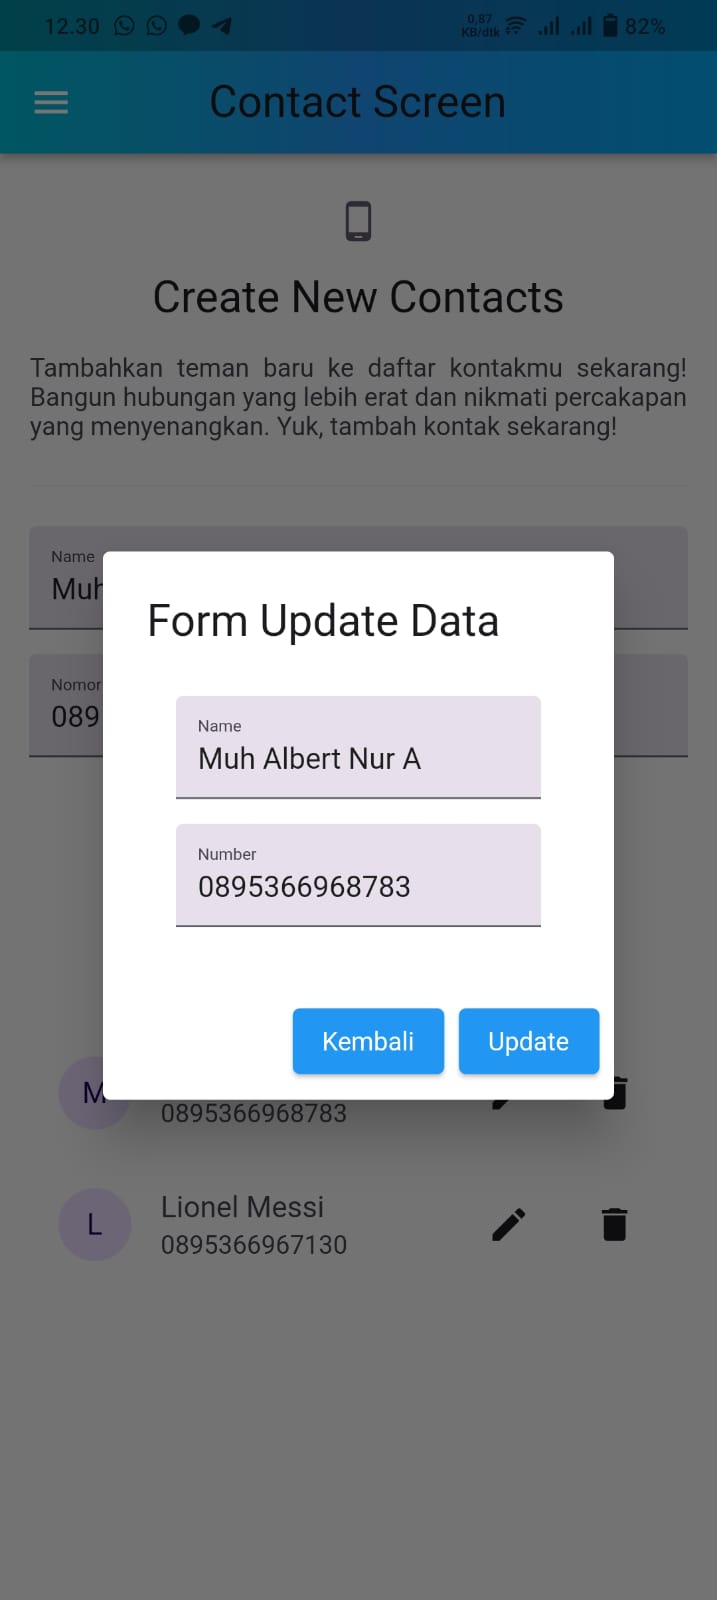 12.30
0,87
KB/dtk
82%
Contact Screen
Create New Contacts
Tambahkan teman baru ke daftar kontakmu sekarang!
Bangun hubungan yang lebih erat dan nikmati percakapan
yang menyenangkan. Yuk, tambah kontak sekarang!
Name
Muh
Nomor
089
Form Update Data
Name
Muh Albert Nur A
Number
0895366968783
Kembali Update
M
0895366968783
L
Lionel Messi
0895366967130